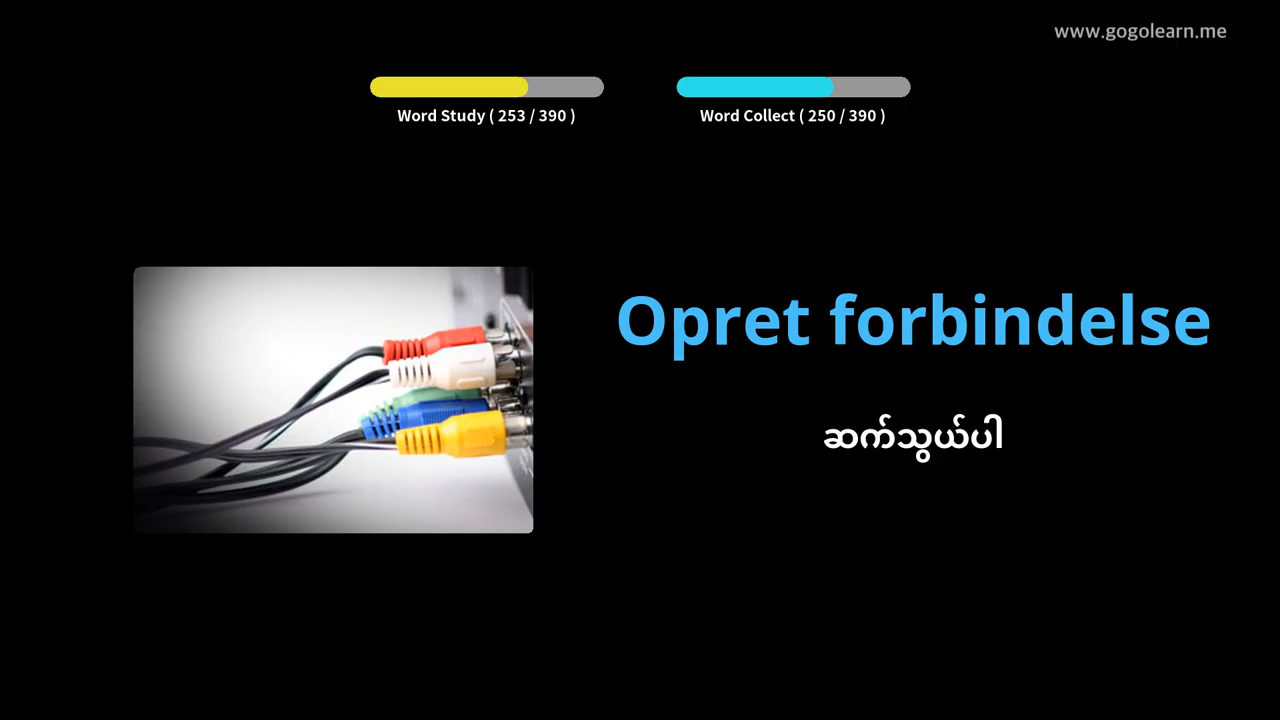 www.gogolearn.me
Word Study ( 253 / 390 )
Word Collect ( 250 / 390 )
Opret forbindelse
ဆက်သွယ်ပါ